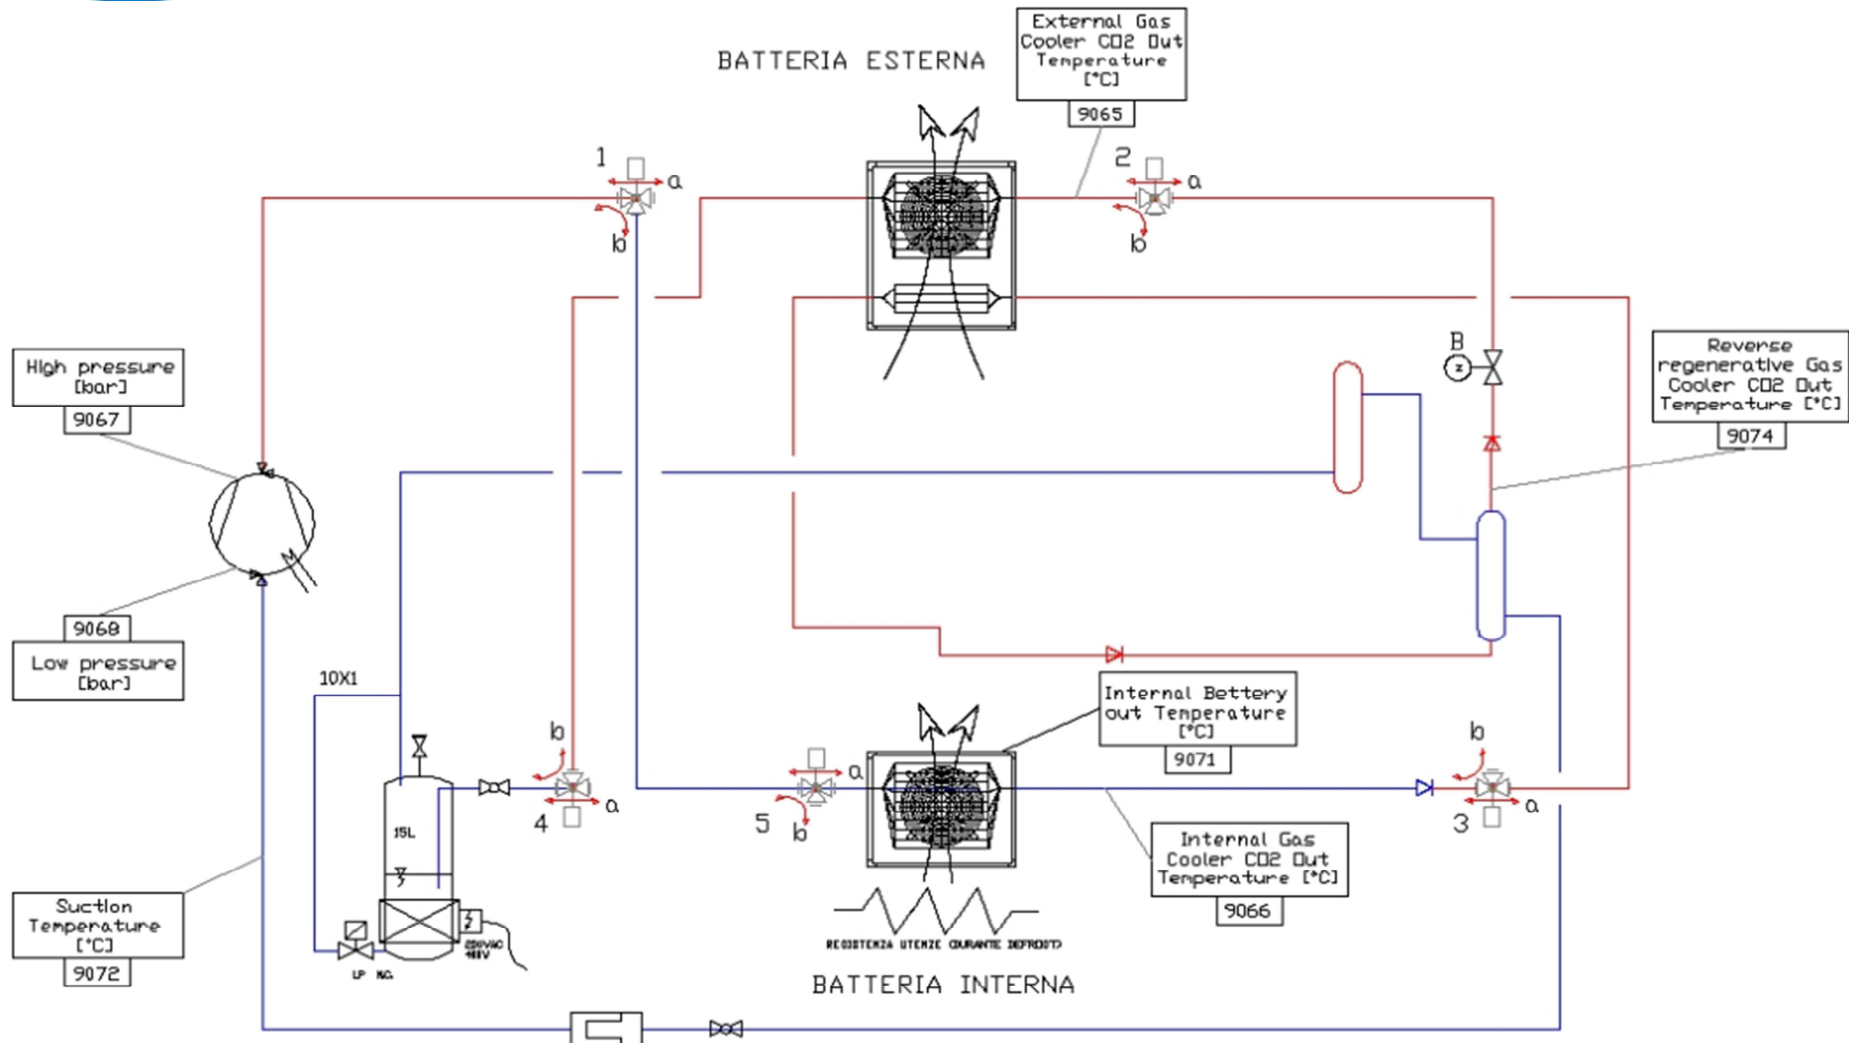 External Gas
Cooler CO2 Out
Temperature
[°C]
9065
BATTERIA ESTERNA
1
a
b
2
a
b
High pressure
[bar]
9067
B
z
Reverse
regenerative Gas
Cooler CO2 Out
Temperature [°C]
9074
M
9068
Low pressure
[bar]
10X1
Internal Bettery
out Temperature
[°C]
9071
b
a
4
a
b
5
b
a
3
15L
Internal Gas
Cooler CO2 Out
Temperature [°C]
9066
Suction
Temperature
[°C]
9072
LP N.C.
RESISTENZA UTENZE (DURANTE DEFROST)
BATTERIA INTERNA